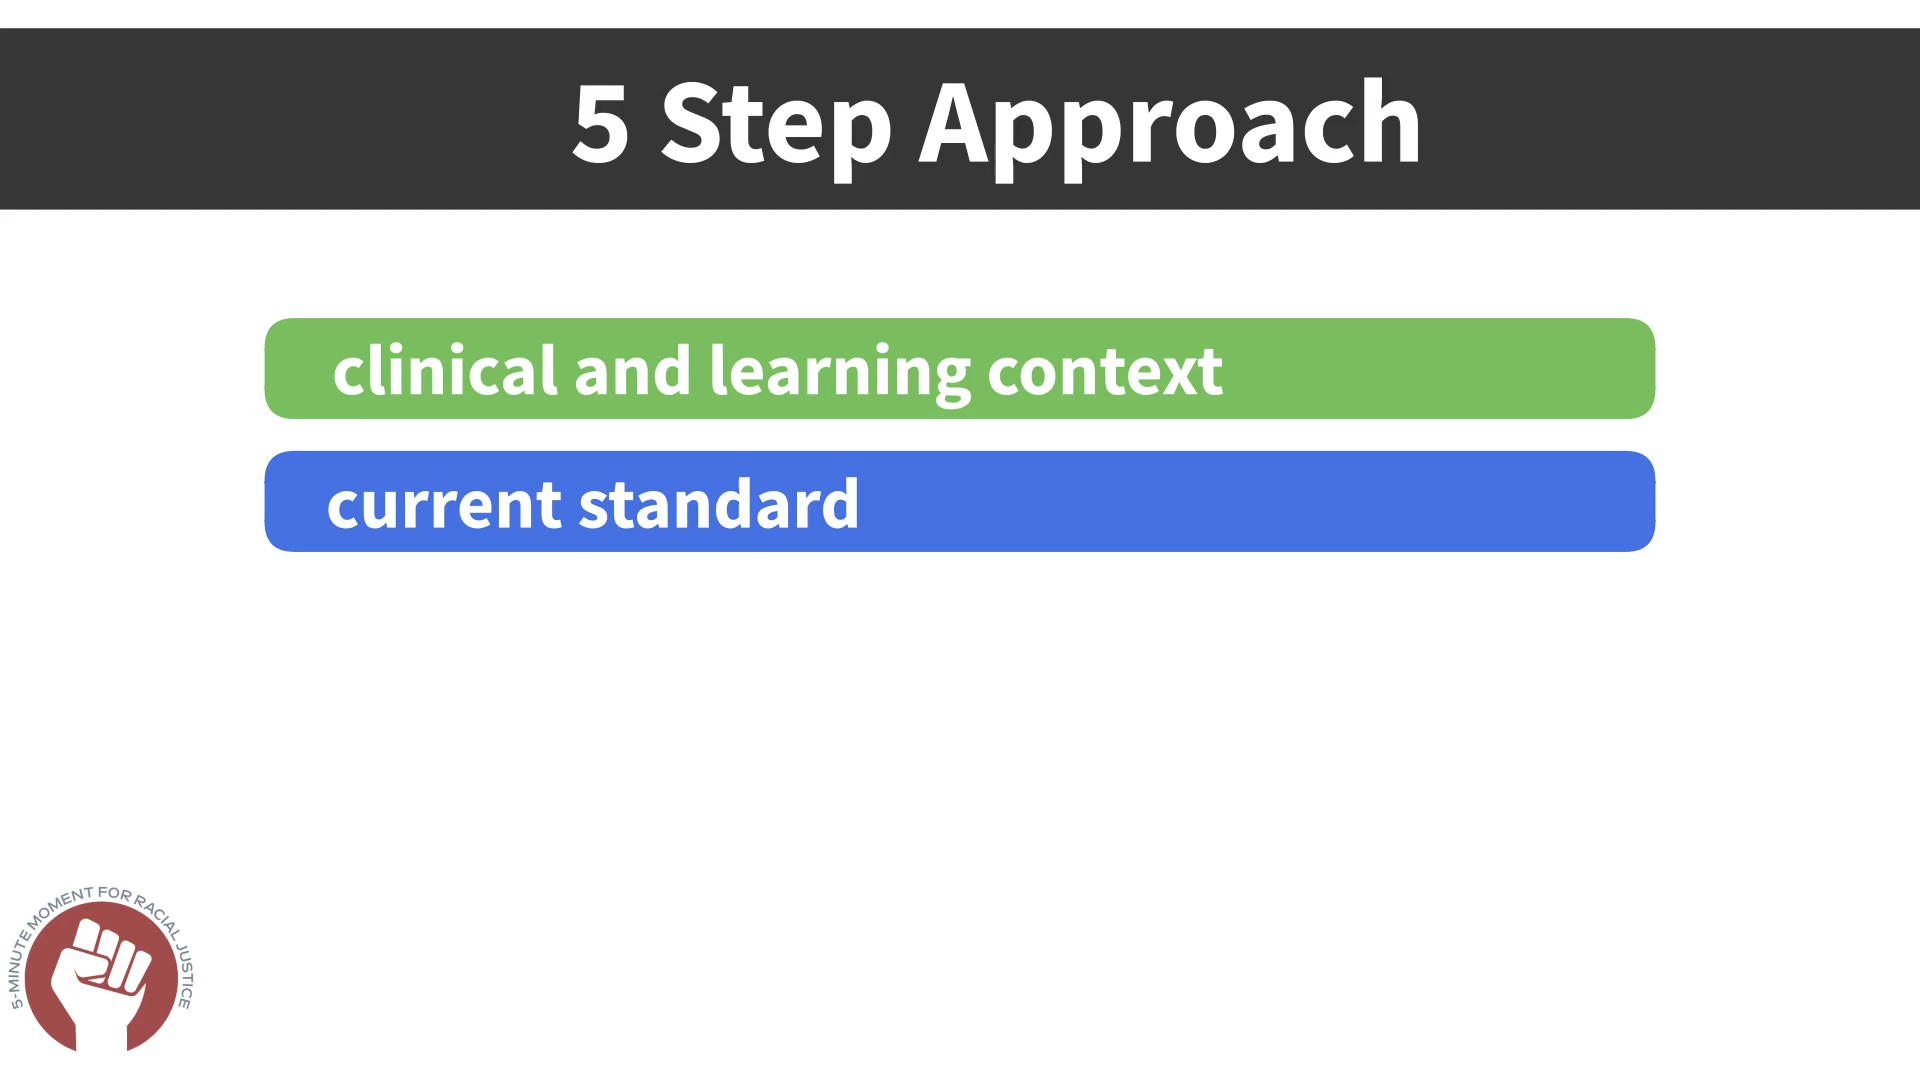 5 Step Approach
clinical and learning context
current standard
5-MINUTE MOMENT FOR RACIAL JUSTICE